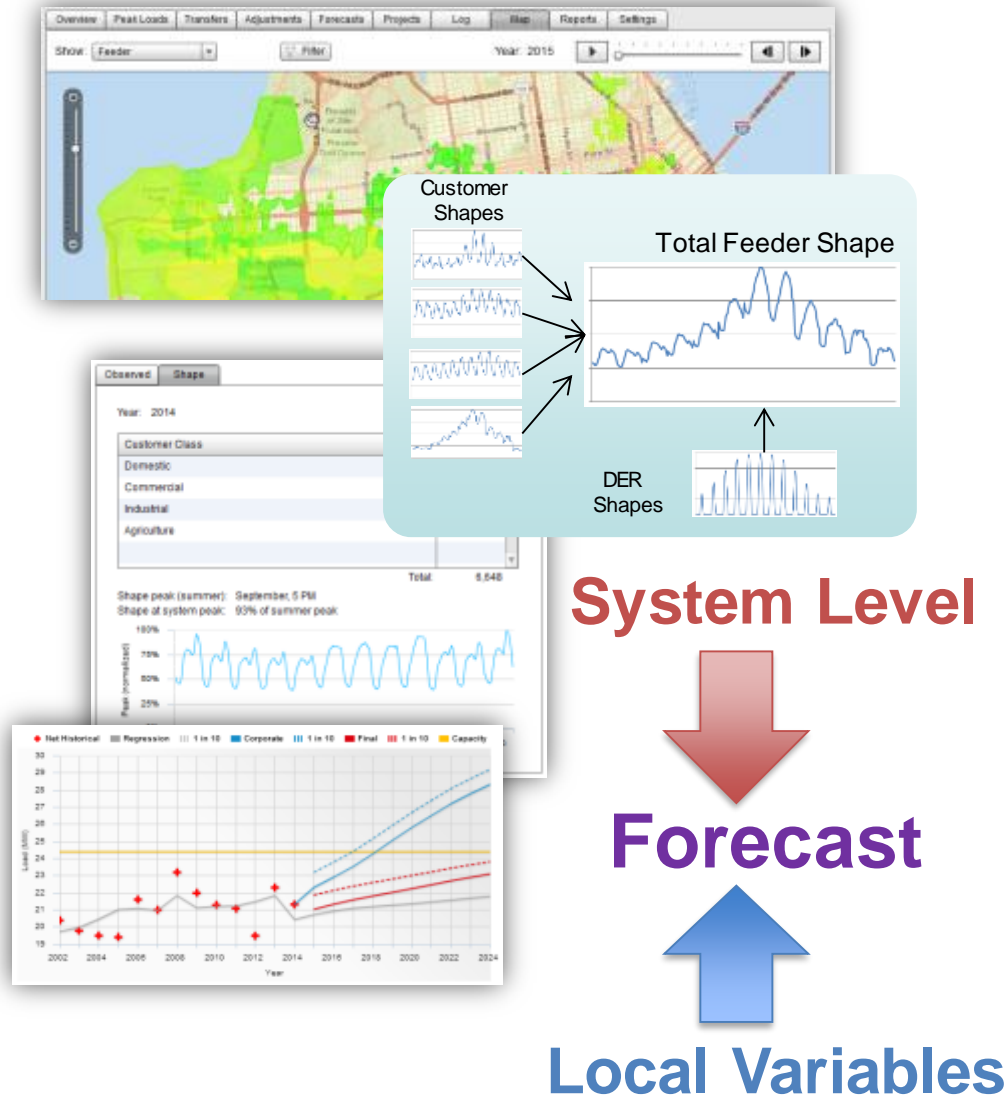 Overview Peak Loads Transfers Adjustments Forecasts Projects Log Map Reports Settings
Show: Feeder Filter Year: 2015
Customer
Shapes
Total Feeder Shape
DER
Shapes
Observed Shape
Year: 2014
Customer Class
Domestic
Commercial
Industrial
Agriculture
Total: 6,648
Shape peak (summer): September, 5 PM
Shape at system peak: 93% of summer peak
100%
75%
50%
25%
Peak (normalized)
Net Historical Regression 1 in 10 Corporate 1 in 10 Final 1 in 10 Capacity
30
29
28
27
26
25
24
23
22
21
20
19
Load (MW)
2002 2004 2006 2008 2010 2012 2014 2016 2018 2020 2022 2024
Year
System Level
Forecast
Local Variables